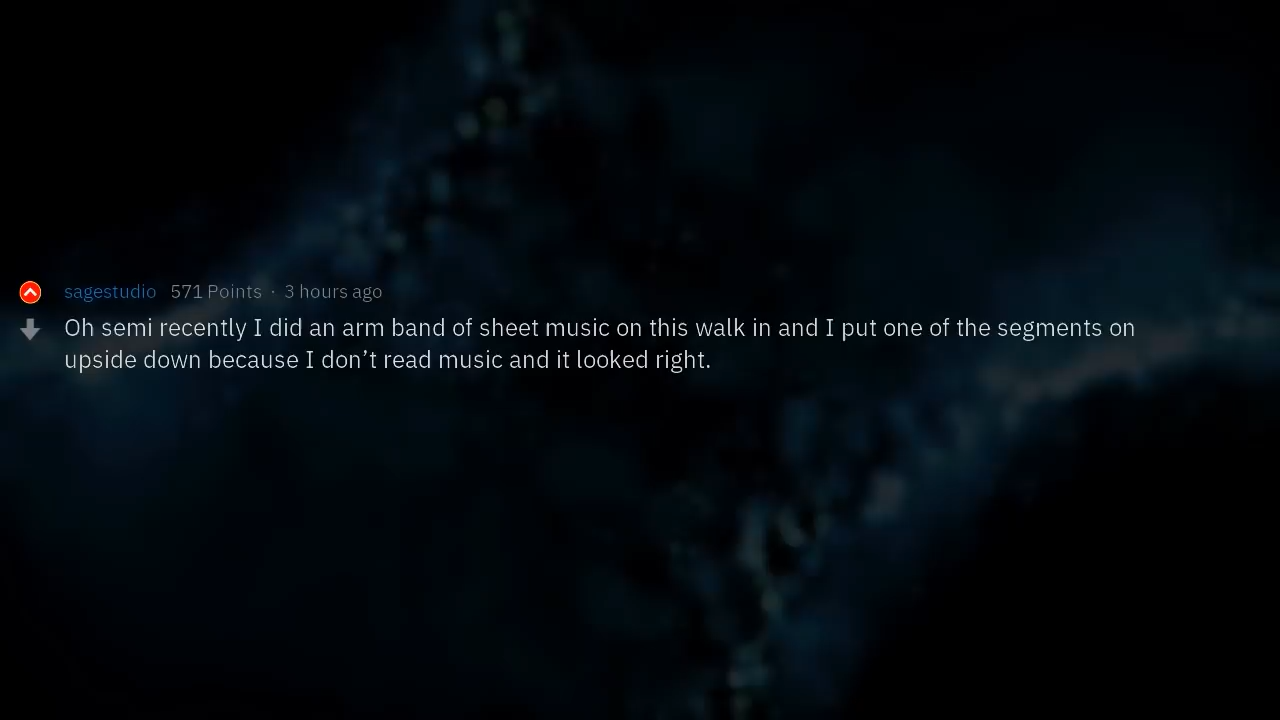 sagestudio 571 Points · 3 hours ago
Oh semi recently I did an arm band of sheet music on this walk in and I put one of the segments on
upside down because I don’t read music and it looked right.